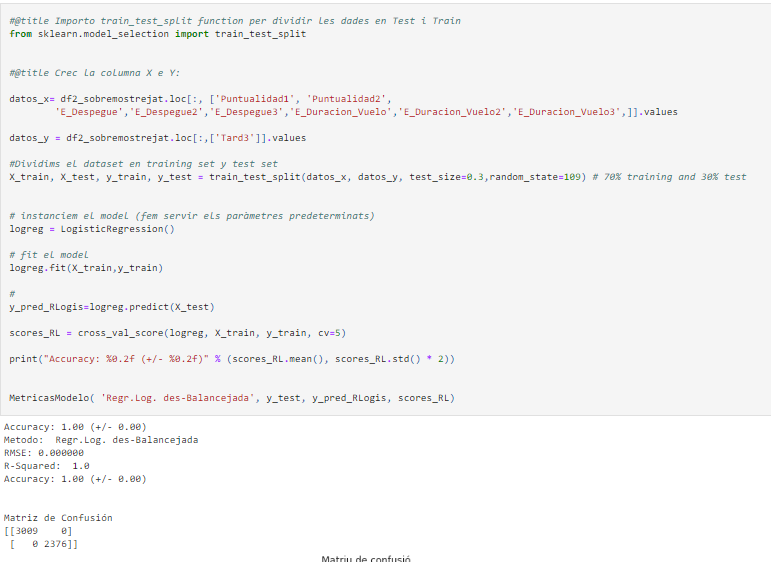 #@title Importo train_test_split function per dividir les dades en Test i Train
from sklearn.model_selection import train_test_split
#@title Crec la columna X e Y:
datos_x= df2_sobremostrejat.loc[:, ['Puntualidad1', 'Puntualidad2',
'E_Despegue','E_Despegue2','E_Despegue3','E_Duracion_Vuelo','E_Duracion_Vuelo2','E_Duracion_Vuelo3',]].values
datos_y = df2_sobremostrejat.loc[:,['Tard3']].values
#Dividims el dataset en training set y test set
X_train, X_test, y_train, y_test = train_test_split(datos_x, datos_y, test_size=0.3,random_state=109) # 70% training and 30% test
# instanciem el model (fem servir els paràmetres predeterminats)
logreg = LogisticRegression()
# fit el model
logreg.fit(X_train,y_train)
#
y_pred_RLogis=logreg.predict(X_test)
scores_RL = cross_val_score(logreg, X_train, y_train, cv=5)
print("Accuracy: %0.2f (+/- %0.2f)" % (scores_RL.mean(), scores_RL.std() * 2))
MetricasModelo( 'Regr.Log. des-Balancejada', y_test, y_pred_RLogis, scores_RL)
Accuracy: 1.00 (+/- 0.00)
Metodo:  Regr.Log. des-Balancejada
RMSE: 0.000000
R-Squared:  1.0
Accuracy: 1.00 (+/- 0.00)
Matriz de Confusión
[[3009    0]
[   0 2376]]
Matriu de confusió